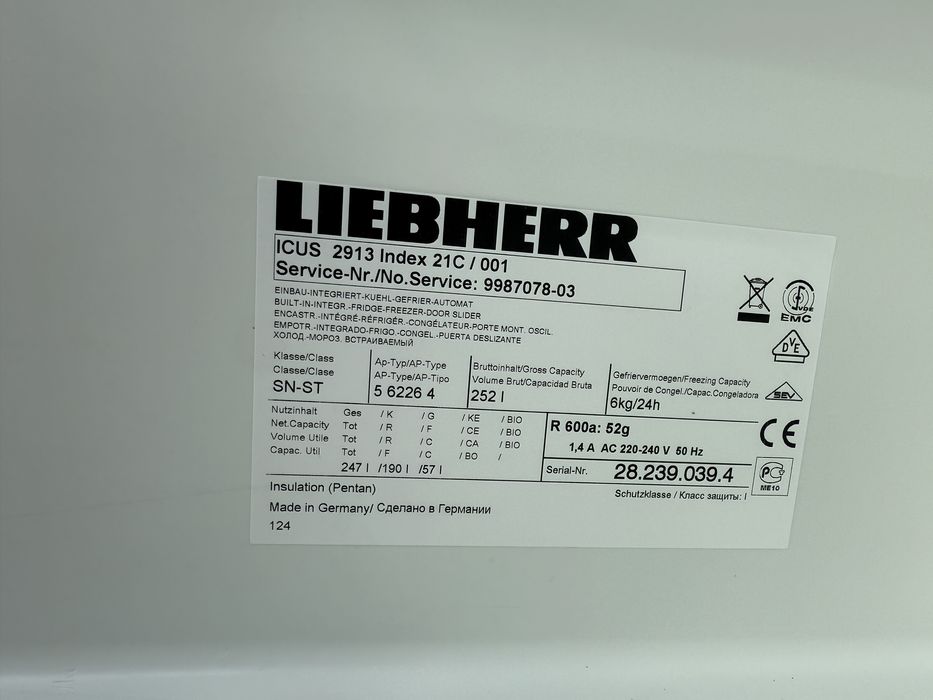 LIEBHERR
ICUS 2913 Index 21C / 001
Service-Nr./No.Service: 9987078-03
EINBAU-INTEGRIERT-KUEHL-GEFRIER-AUTOMAT
BUILT-IN-INTEGR.-FRIDGE-FREEZER-DOOR SLIDER
ENCASTR.-INTÉGRÉ-RÉFRIGÉR.-CONGÉLATEUR-PORTE MONT. OSCIL.
EMPOTR.-INTEGRADO-FRIGO.-CONGEL.-PUERTA DESLIZANTE
ХОЛОД.-МОРОЗ. ВСТРАИВАЕМЫЙ
Klasse/Class
Classe/Clase
SN-ST
Ap-Typ/AP-Type
AP-Type/AP-Tipo
5 6226 4
Bruttoinhalt/Gross Capacity
Volume Brut/Capacidad Bruta
252 l
Gefriervermoegen/Freezing Capacity
Pouvoir de Congel./Capac.Congeladora
6kg/24h
Nutzinhalt Ges / K / G / KE / BIO
Net.Capacity Tot / R / F / CE / BIO
Volume Utile Tot / R / C / CA / BIO
Capac. Util Tot / F / C / BO /
247 l /190 l /57 l
R 600a: 52g
1,4 A AC 220-240 V 50 Hz
Serial-Nr. 28.239.039.4
Insulation (Pentan)
Schutzklasse / Класс защиты: I
Made in Germany/ Сделано в Германии
124
VDE
EMC
DVE
SEV
CE
PC
ME10